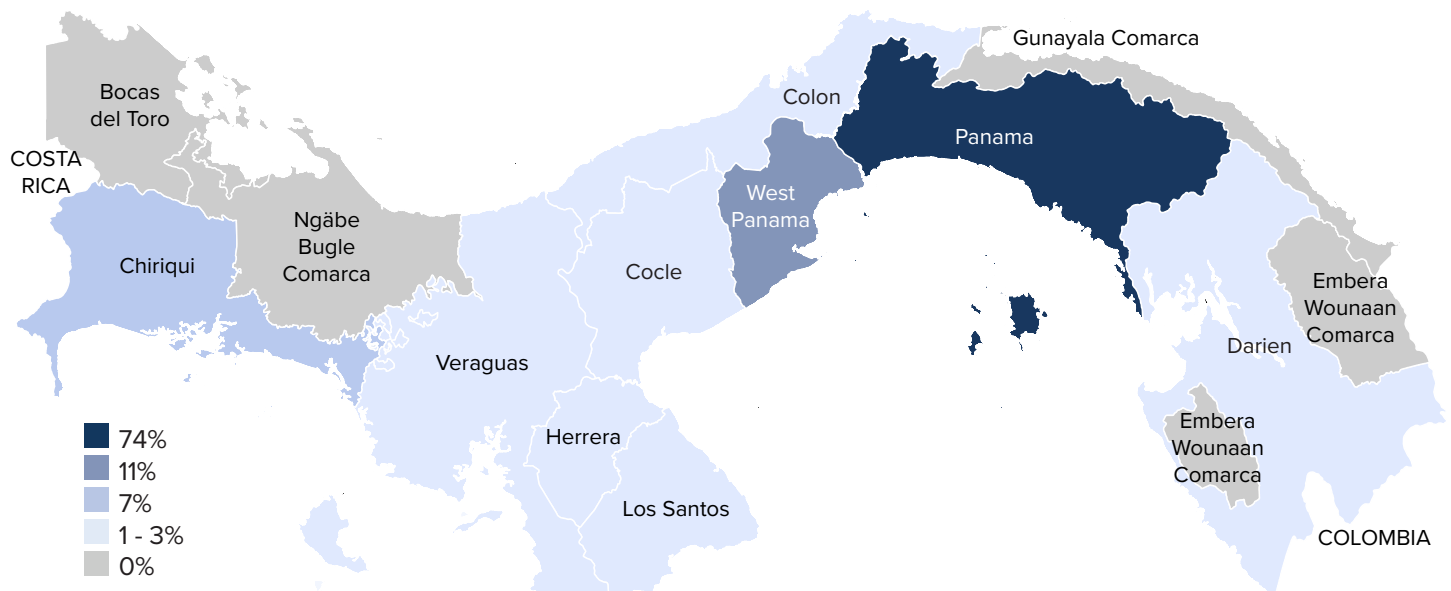 Gunayala Comarca
Bocas
del Toro
Colon
Panama
COSTA
RICA
West
Panama
Ngäbe
Bugle
Comarca
Chiriqui
Cocle
Embera
Wounaan
Comarca
Darien
Veraguas
Embera
Wounaan
Comarca
Herrera
Los Santos
COLOMBIA
74%
11%
7%
1 - 3%
0%